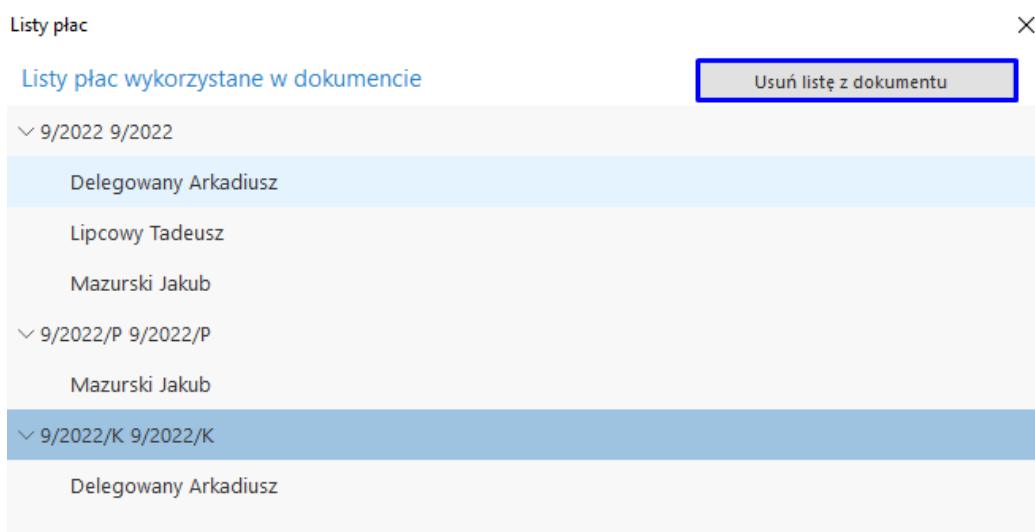 Listy płac
Listy płac wykorzystane w dokumencie
Usuń listę z dokumentu
9/2022 9/2022
Delegowany Arkadiusz
Lipcowy Tadeusz
Mazurski Jakub
9/2022/P 9/2022/P
Mazurski Jakub
9/2022/K 9/2022/K
Delegowany Arkadiusz